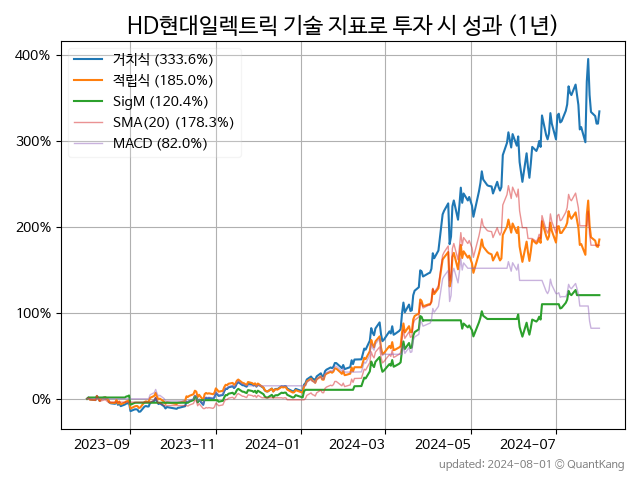 HD현대일렉트릭 기술 지표로 투자 시 성과 (1년)
400%
300%
200%
100%
0%
거치식 (333.6%)
적립식 (185.0%)
SigM (120.4%)
SMA(20) (178.3%)
MACD (82.0%)
2023-09
2023-11
2024-01
2024-03
2024-05
2024-07
updated: 2024-08-01 © QuantKang